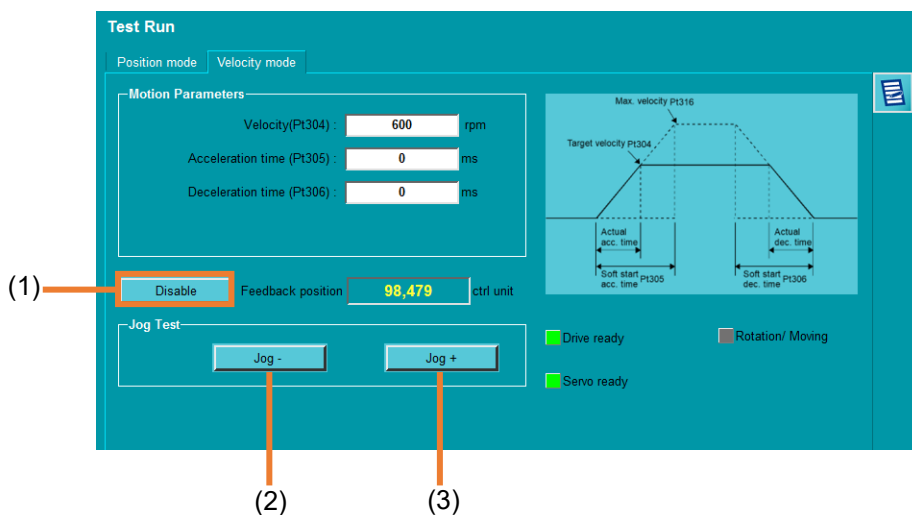 Test Run
Position mode
Velocity mode
Motion Parameters
Velocity(Pt304) : 600 rpm
Acceleration time (Pt305) : 0 ms
Deceleration time (Pt306) : 0 ms
Max. velocity Pt316
Target velocity Pt304
Actual
acc. time
Actual
dec. time
Soft start
acc. time Pt305
Soft start
dec. time Pt306
(1)
Disable
Feedback position 98,479 ctrl unit
Jog Test
Jog -
Jog +
Drive ready
Rotation/ Moving
Servo ready
(2)
(3)